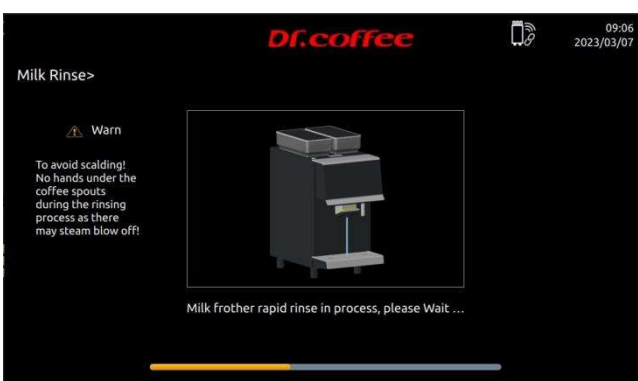 Dr.coffee
09:06
2023/03/07
Milk Rinse>
Warn
To avoid scalding!
No hands under the
coffee spouts
during the rinsing
process as there
may steam blow off!
Milk frother rapid rinse in process, please Wait ...